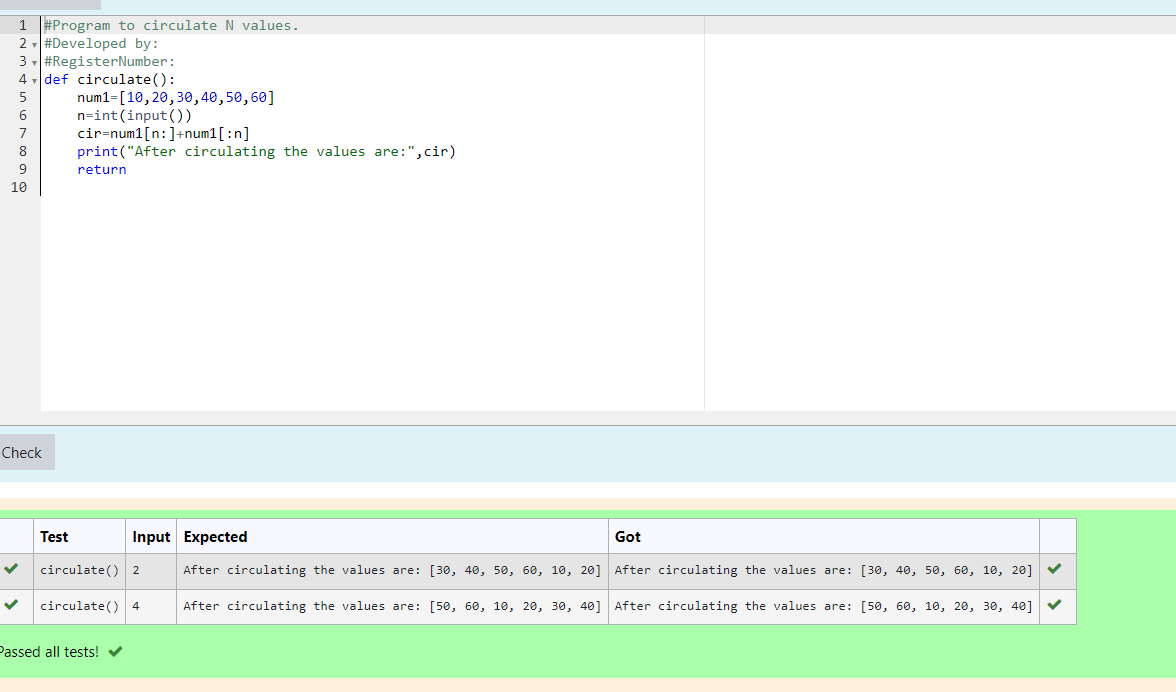 1 #Program to circulate N values.
2 #Developed by:
3 #RegisterNumber:
4 def circulate():
5     num1=[10,20,30,40,50,60]
6     n=int(input())
7     cir=num1[n:]+num1[:n]
8     print("After circulating the values are:",cir)
9     return
10
Check
Test Input Expected Got
circulate() 2 After circulating the values are: [30, 40, 50, 60, 10, 20] After circulating the values are: [30, 40, 50, 60, 10, 20]
circulate() 4 After circulating the values are: [50, 60, 10, 20, 30, 40] After circulating the values are: [50, 60, 10, 20, 30, 40]
Passed all tests!